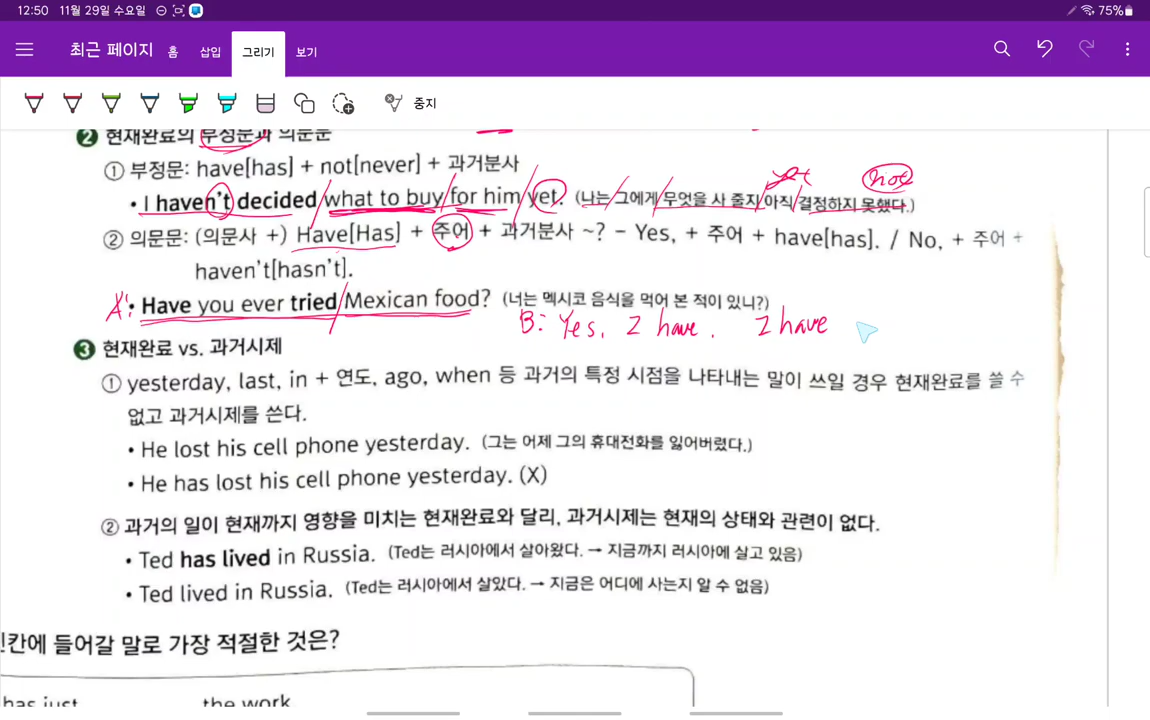 12:50 11월 29일 수요일 75%
최근 페이지 홈 삽입 그리기 보기
중지
2 현재완료의 부정문과 의문문
① 부정문: have[has] + not[never] + 과거분사
yet not
• I haven't decided what to buy for him yet. (나는 그에게 무엇을 사 줄지 아직 결정하지 못했다.)
② 의문문: (의문사 +) Have[Has] + 주어 + 과거분사 ~? – Yes, + 주어 + have[has]. / No, + 주어 +
haven't[hasn't].
A: • Have you ever tried Mexican food? (너는 멕시코 음식을 먹어 본 적이 있니?)
B: Yes, I have. I have
3 현재완료 vs. 과거시제
① yesterday, last, in + 연도, ago, when 등 과거의 특정 시점을 나타내는 말이 쓰일 경우 현재완료를 쓸 수
없고 과거시제를 쓴다.
• He lost his cell phone yesterday. (그는 어제 그의 휴대전화를 잃어버렸다.)
• He has lost his cell phone yesterday. (X)
② 과거의 일이 현재까지 영향을 미치는 현재완료와 달리, 과거시제는 현재의 상태와 관련이 없다.
• Ted has lived in Russia. (Ted는 러시아에서 살아왔다. → 지금까지 러시아에 살고 있음)
• Ted lived in Russia. (Ted는 러시아에서 살았다. → 지금은 어디에 사는지 알 수 없음)
빈칸에 들어갈 말로 가장 적절한 것은?
has just the work